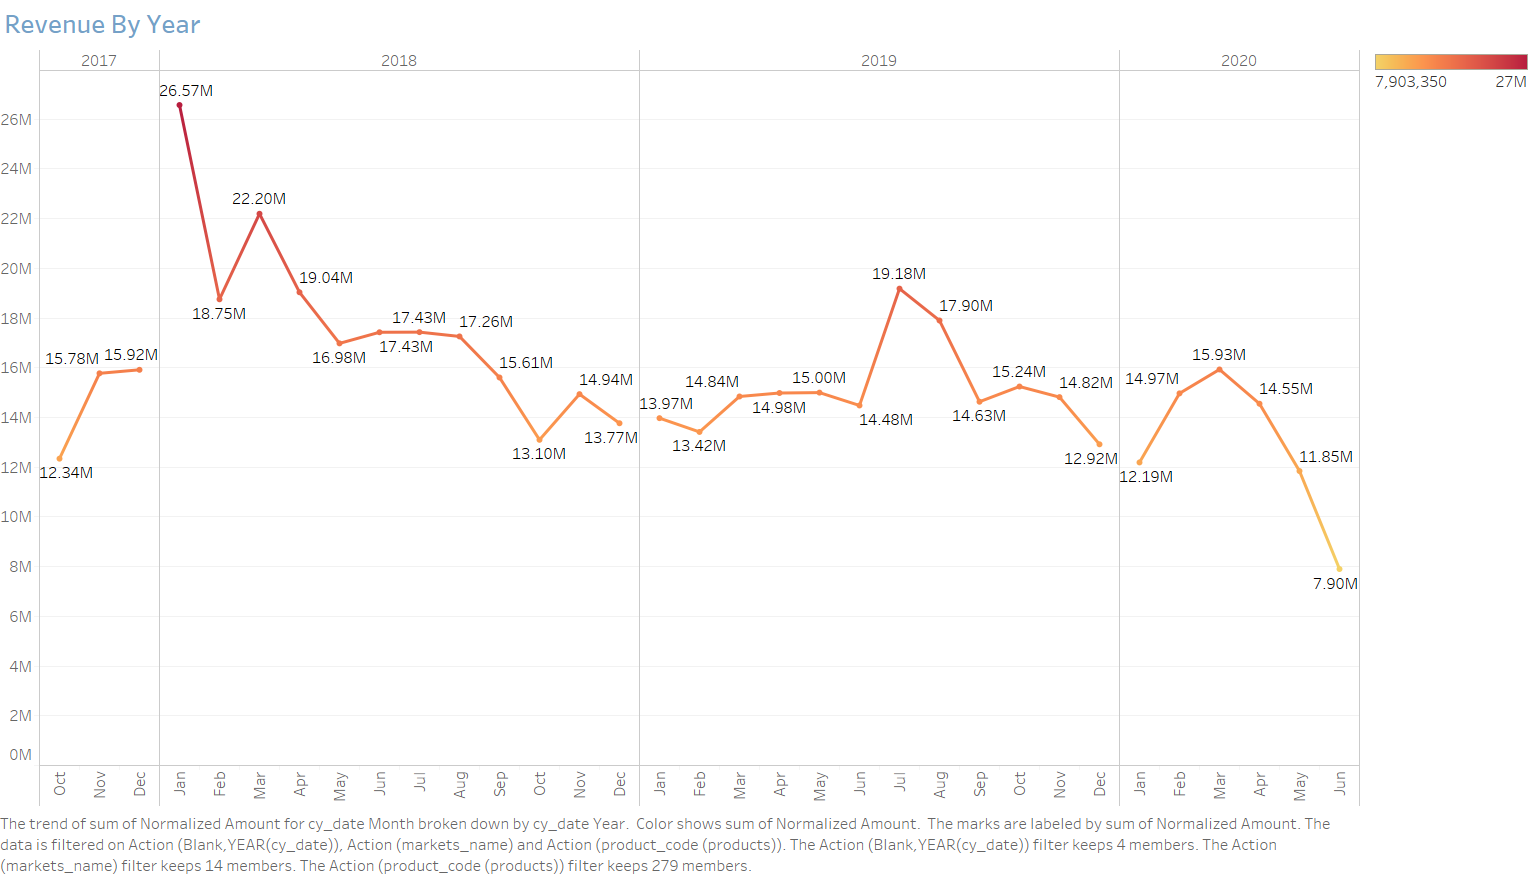 Revenue By Year
2017 2018 2019 2020
7,903,350 27M
26M
24M
22M
20M
18M
16M
14M
12M
10M
8M
6M
4M
2M
0M
12.34M
15.78M
15.92M
26.57M
18.75M
22.20M
19.04M
16.98M
17.43M
17.43M
17.26M
15.61M
13.10M
14.94M
13.77M
13.97M
13.42M
14.84M
14.98M
15.00M
14.48M
19.18M
17.90M
14.63M
15.24M
14.82M
12.92M
12.19M
14.97M
15.93M
14.55M
11.85M
7.90M
Oct
Nov
Dec
Jan
Feb
Mar
Apr
May
Jun
Jul
Aug
Sep
Oct
Nov
Dec
Jan
Feb
Mar
Apr
May
Jun
Jul
Aug
Sep
Oct
Nov
Dec
Jan
Feb
Mar
Apr
May
Jun
The trend of sum of Normalized Amount for cy_date Month broken down by cy_date Year. Color shows sum of Normalized Amount. The marks are labeled by sum of Normalized Amount. The
data is filtered on Action (Blank,YEAR(cy_date)), Action (markets_name) and Action (product_code (products)). The Action (Blank,YEAR(cy_date)) filter keeps 4 members. The Action
(markets_name) filter keeps 14 members. The Action (product_code (products)) filter keeps 279 members.